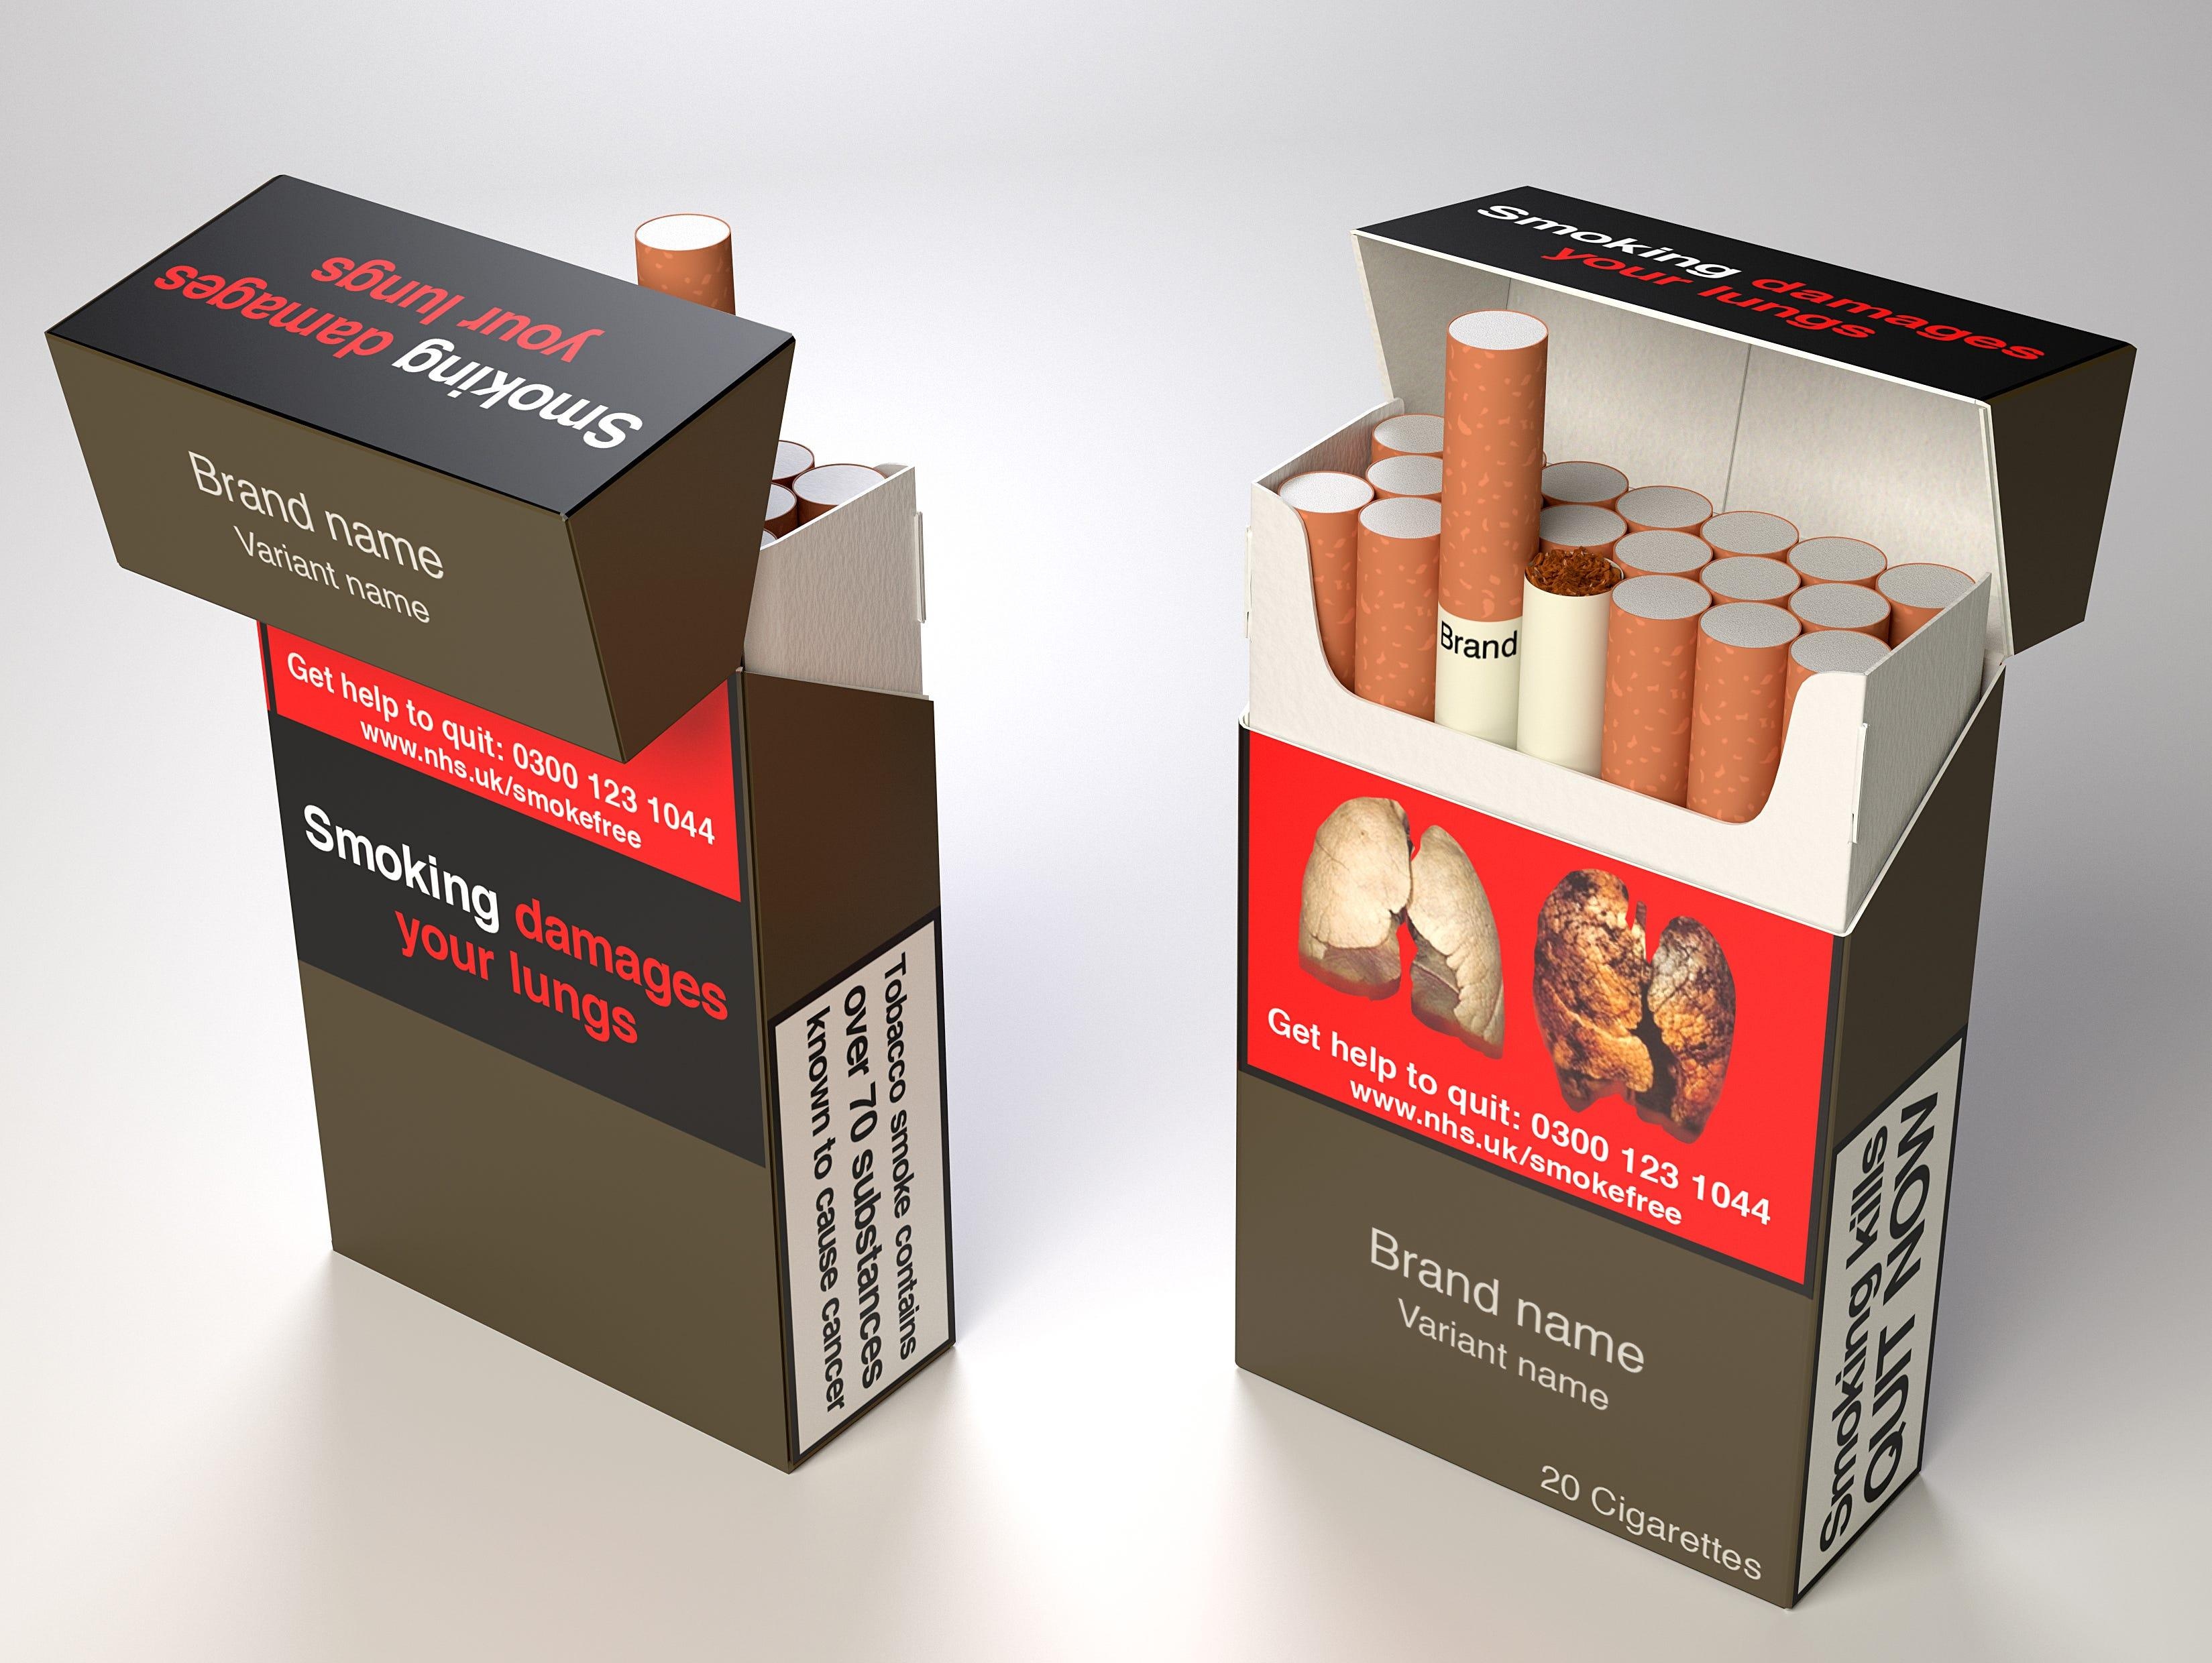 Smoking damages
your lungs
Brand name
Variant name
Get help to quit: 0300 123 1044
www.nhs.uk/smokefree
Smoking damages
your lungs
Tobacco smoke contains
over 70 substances
known to cause cancer
Smoking damages
your lungs
Brand
Get help to quit: 0300 123 1044
www.nhs.uk/smokefree
Brand name
Variant name
20 Cigarettes
Smoking kills
QUIT NOW